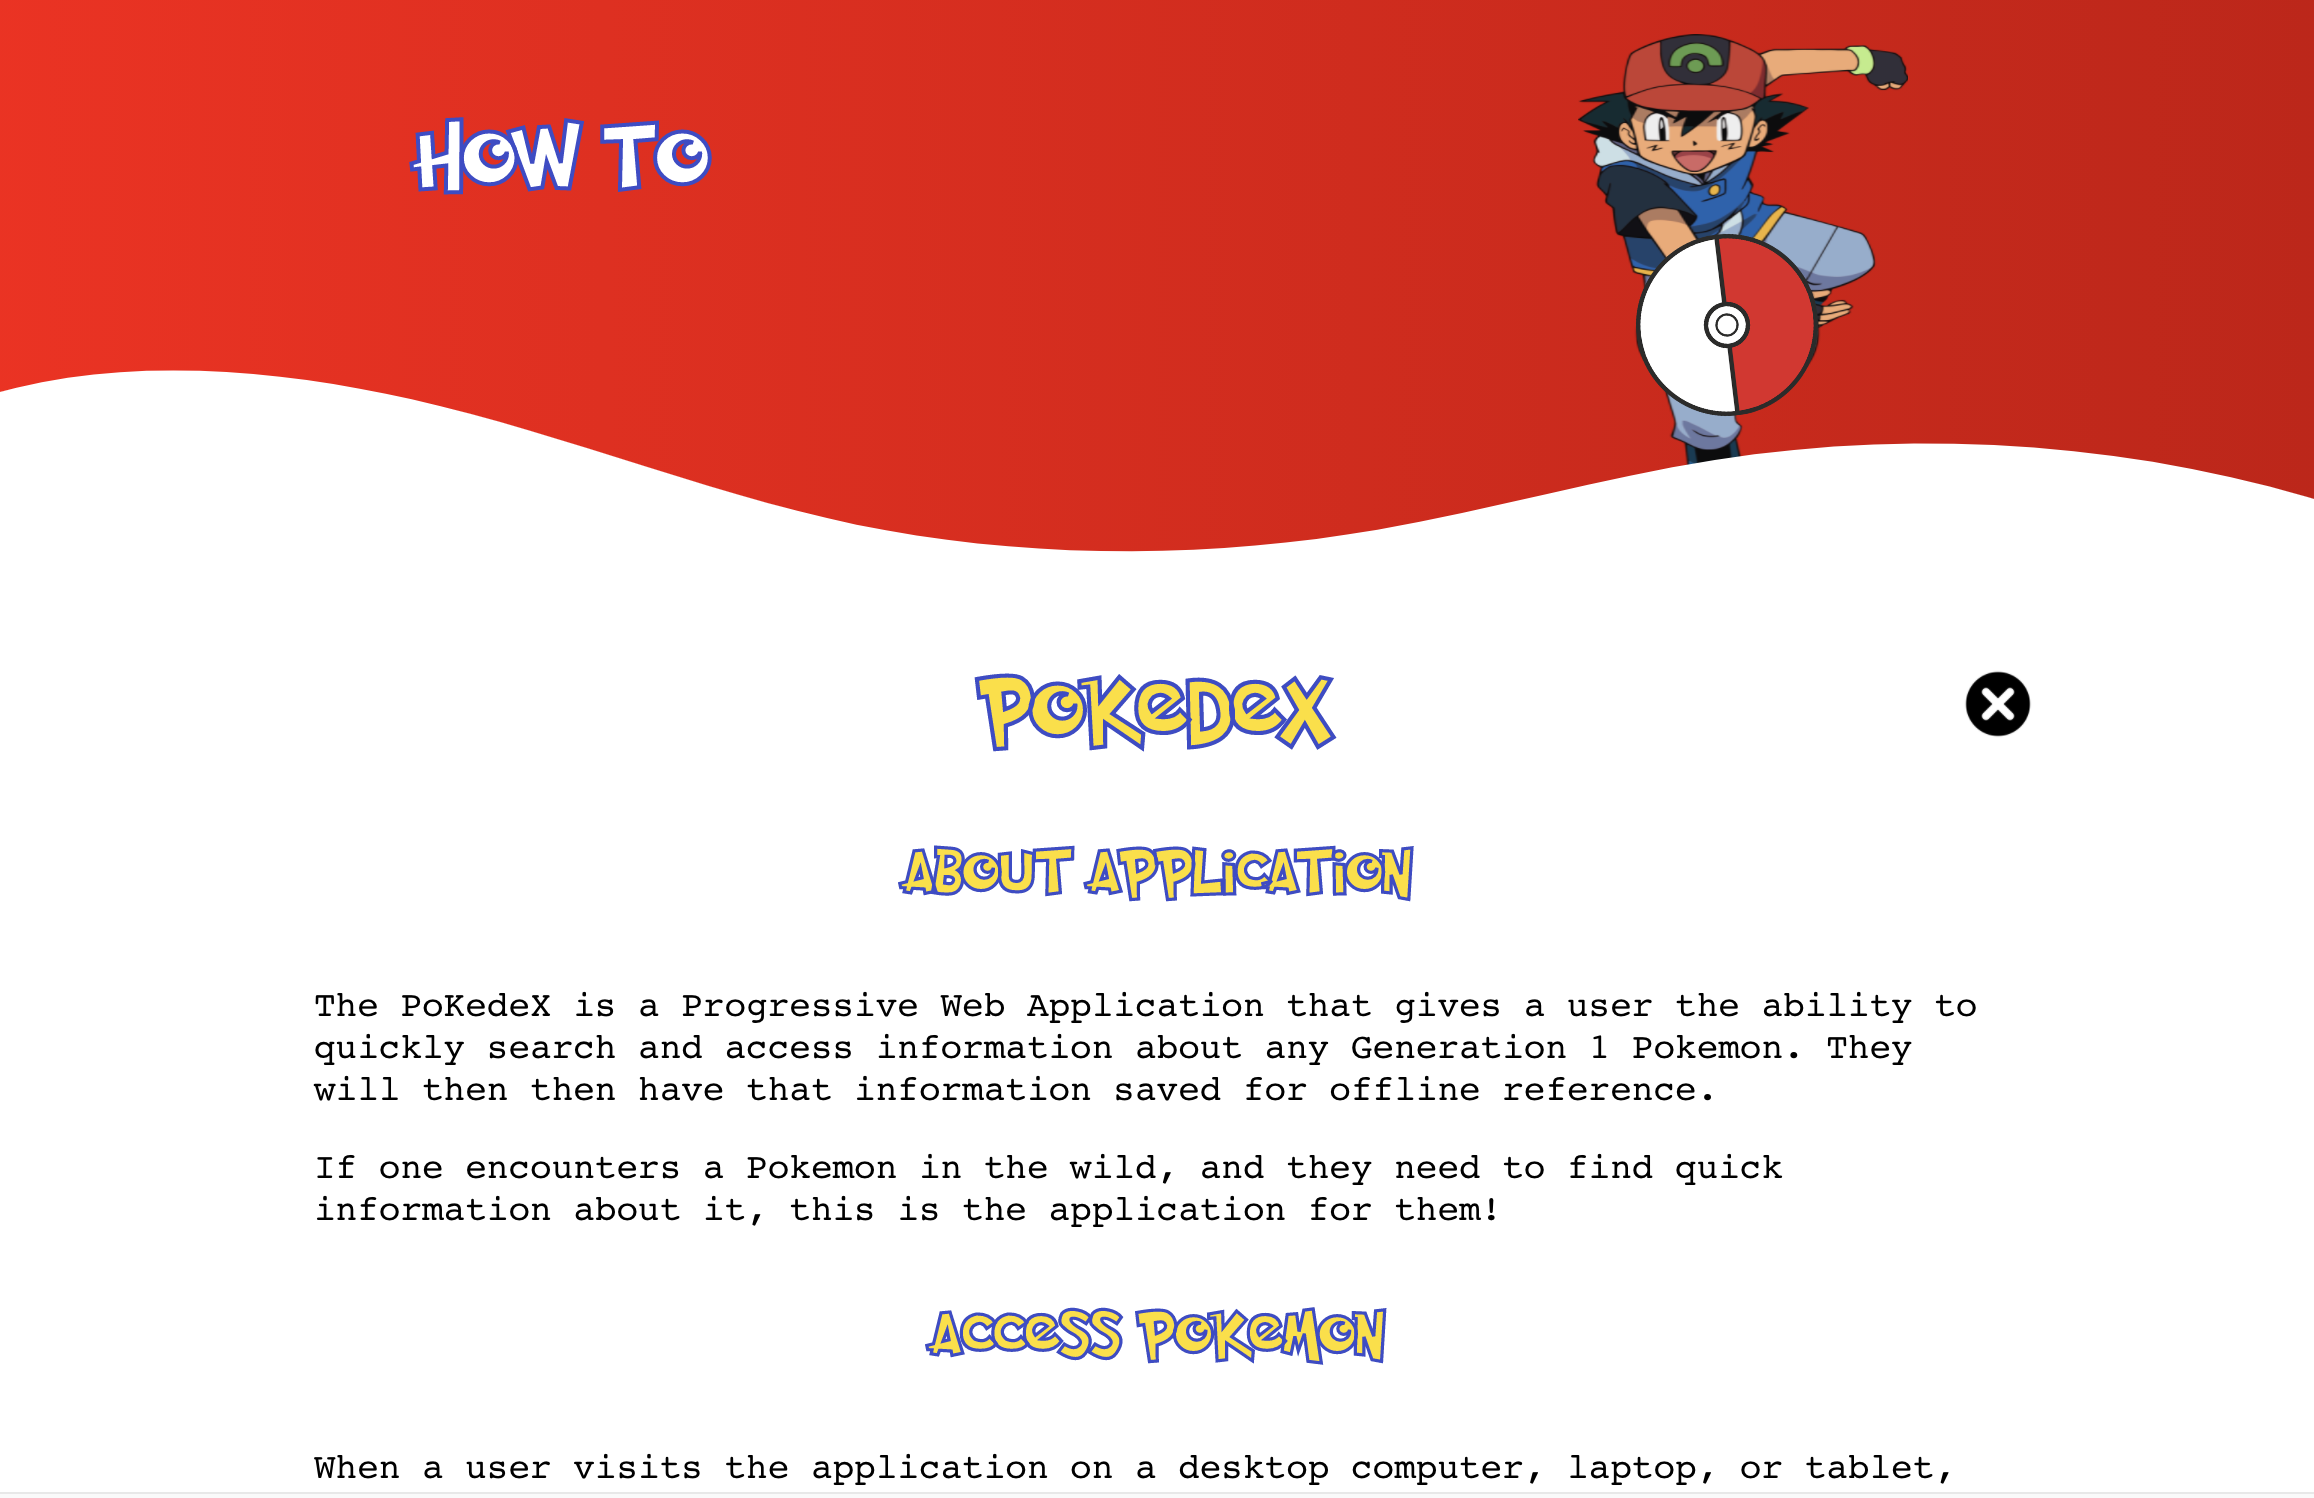 HOW TO
POKeDeX
ABOUT APPLiCATiON
The PoKedeX is a Progressive Web Application that gives a user the ability to
quickly search and access information about any Generation 1 Pokemon. They
will then then have that information saved for offline reference.
If one encounters a Pokemon in the wild, and they need to find quick
information about it, this is the application for them!
ACCeSS POKeMON
When a user visits the application on a desktop computer, laptop, or tablet,